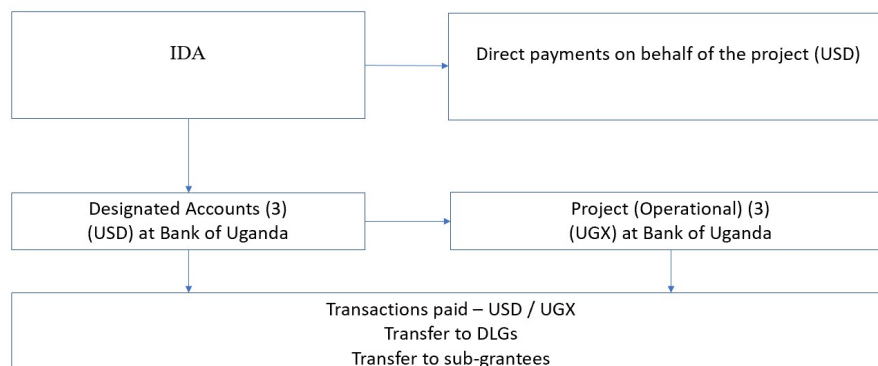 IDA
Direct payments on behalf of the project (USD)
Designated Accounts (3)
(USD) at Bank of Uganda
Project (Operational) (3)
(UGX) at Bank of Uganda
Transactions paid – USD / UGX
Transfer to DLGs
Transfer to sub-grantees